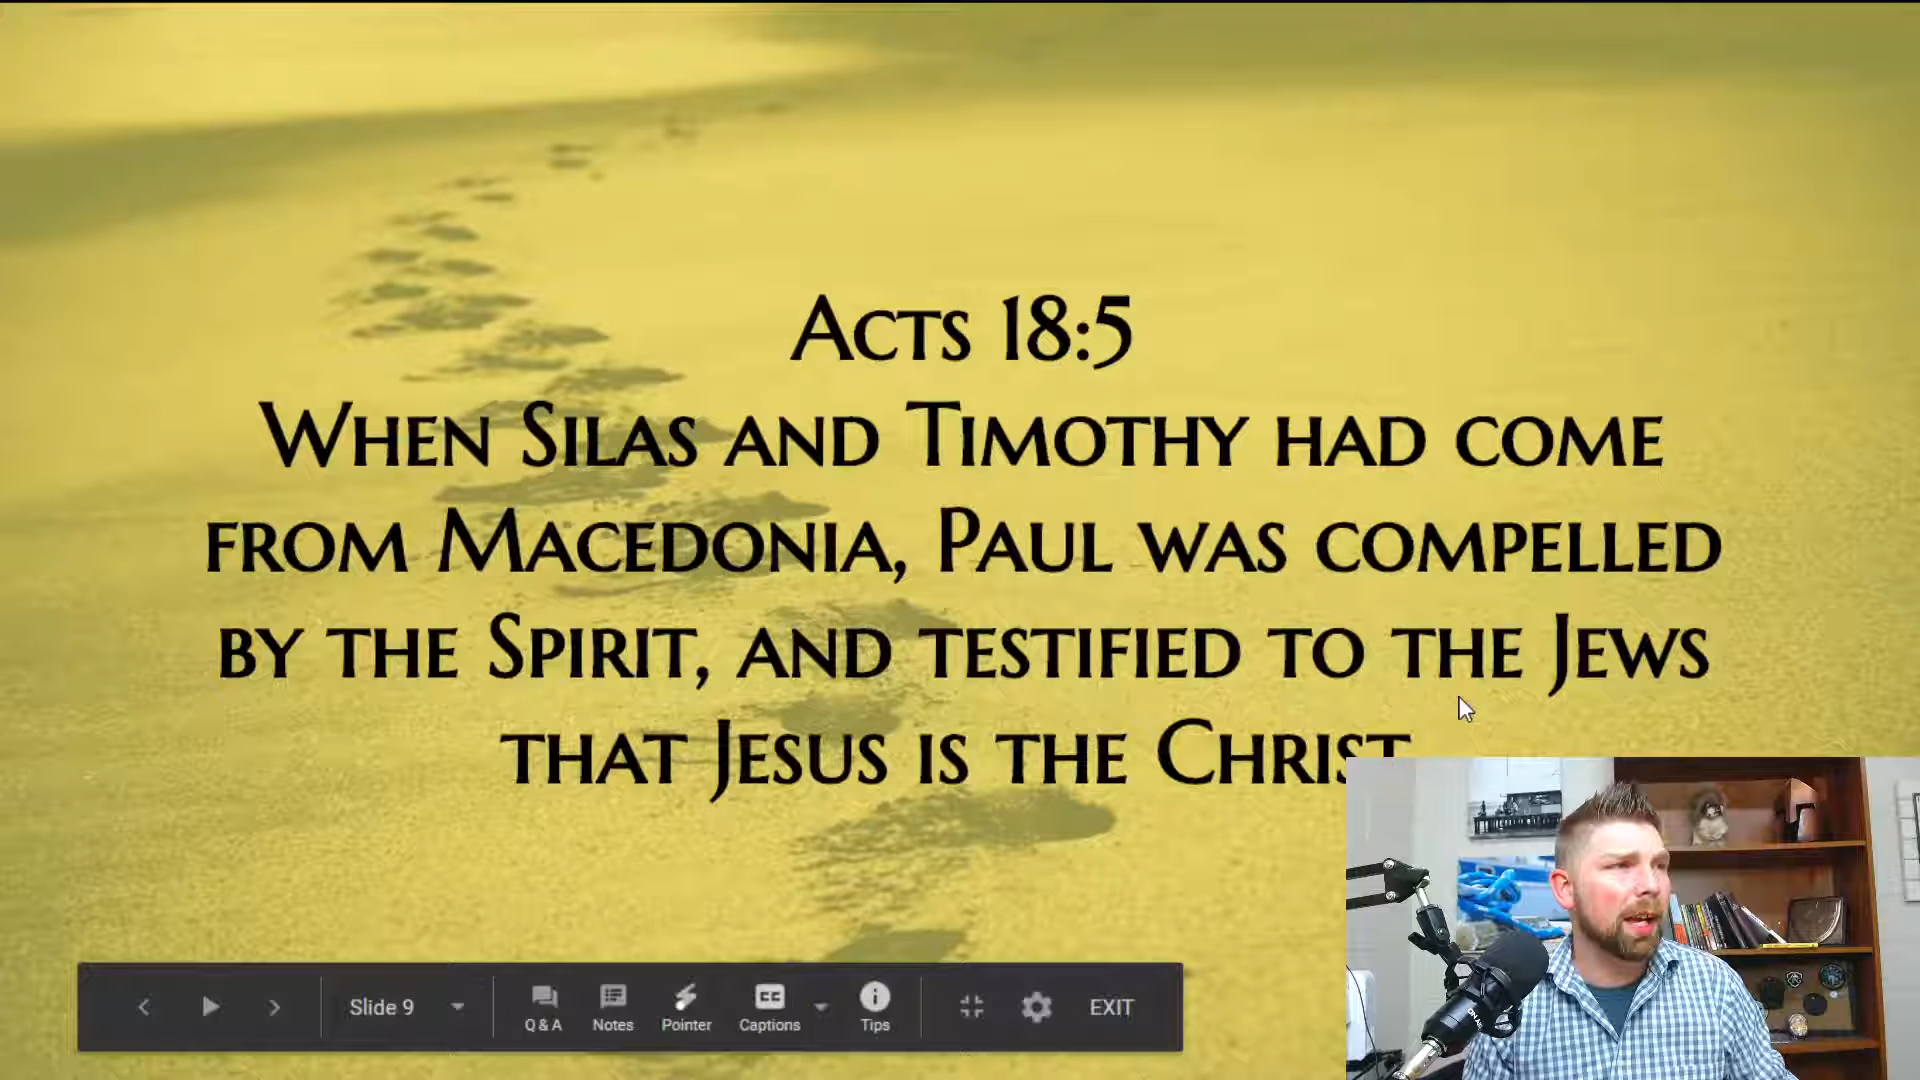 Acts 18:5
When Silas and Timothy had come
from Macedonia, Paul was compelled
by the Spirit, and testified to the Jews
that Jesus is the Christ
Slide 9
Q & A
Notes
Pointer
CC
Captions
Tips
EXIT